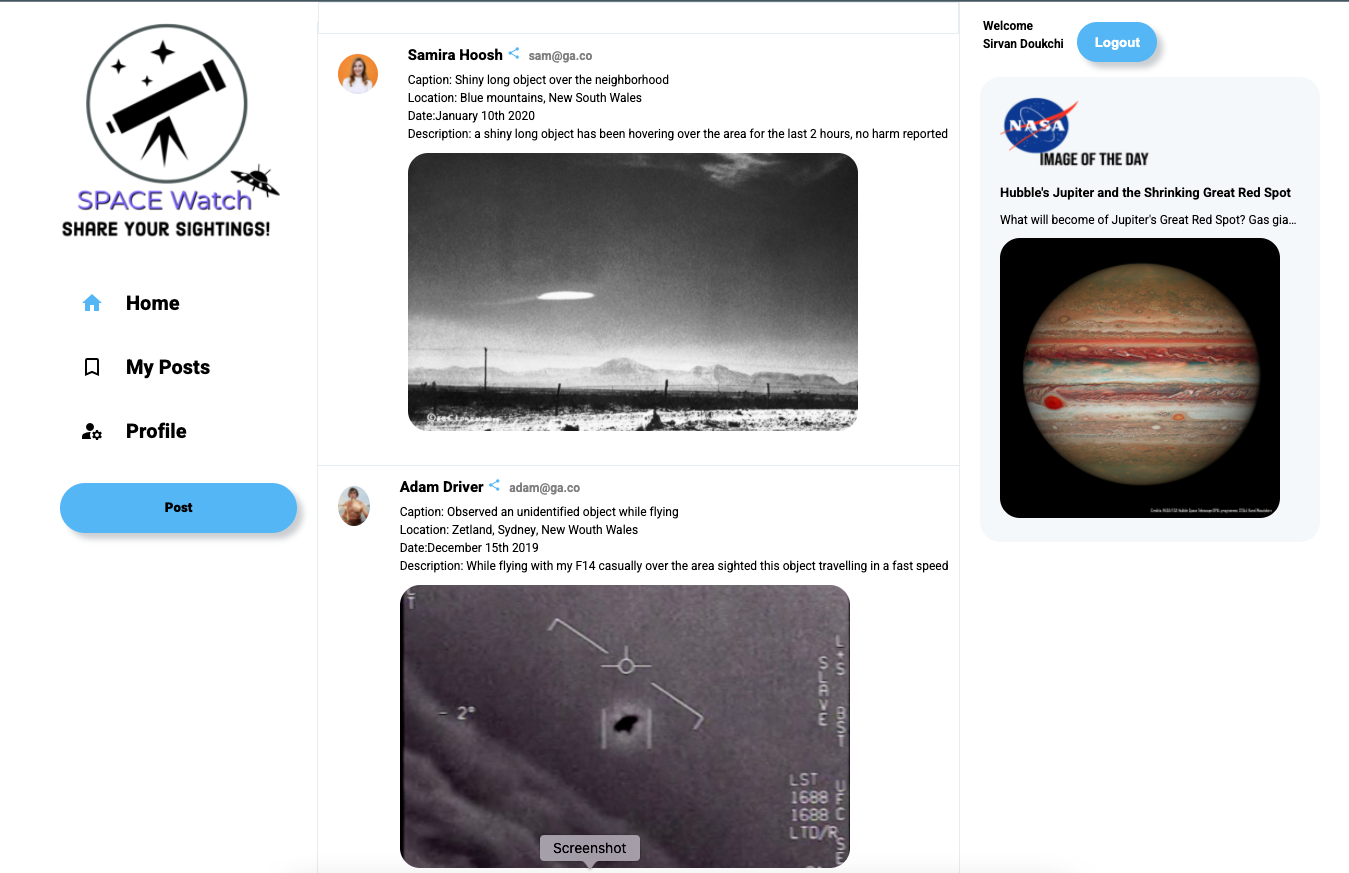 SPACE Watch
SHARE YOUR SIGHTINGS!
Home
My Posts
Profile
Post
Samira Hoosh sam@ga.co
Caption: Shiny long object over the neighborhood
Location: Blue mountains, New South Wales
Date:January 10th 2020
Description: a shiny long object has been hovering over the area for the last 2 hours, no harm reported
Adam Driver adam@ga.co
Caption: Observed an unidentified object while flying
Location: Zetland, Sydney, New Wouth Wales
Date:December 15th 2019
Description: While flying with my F14 casually over the area sighted this object travelling in a fast speed
T
- 2°
SLAVE
L+S BST
LST
1688
1688
LTD/R
UFC
SE
Screenshot
Welcome
Sirvan Doukchi
Logout
NASA
IMAGE OF THE DAY
Hubble's Jupiter and the Shrinking Great Red Spot
What will become of Jupiter's Great Red Spot? Gas gia...